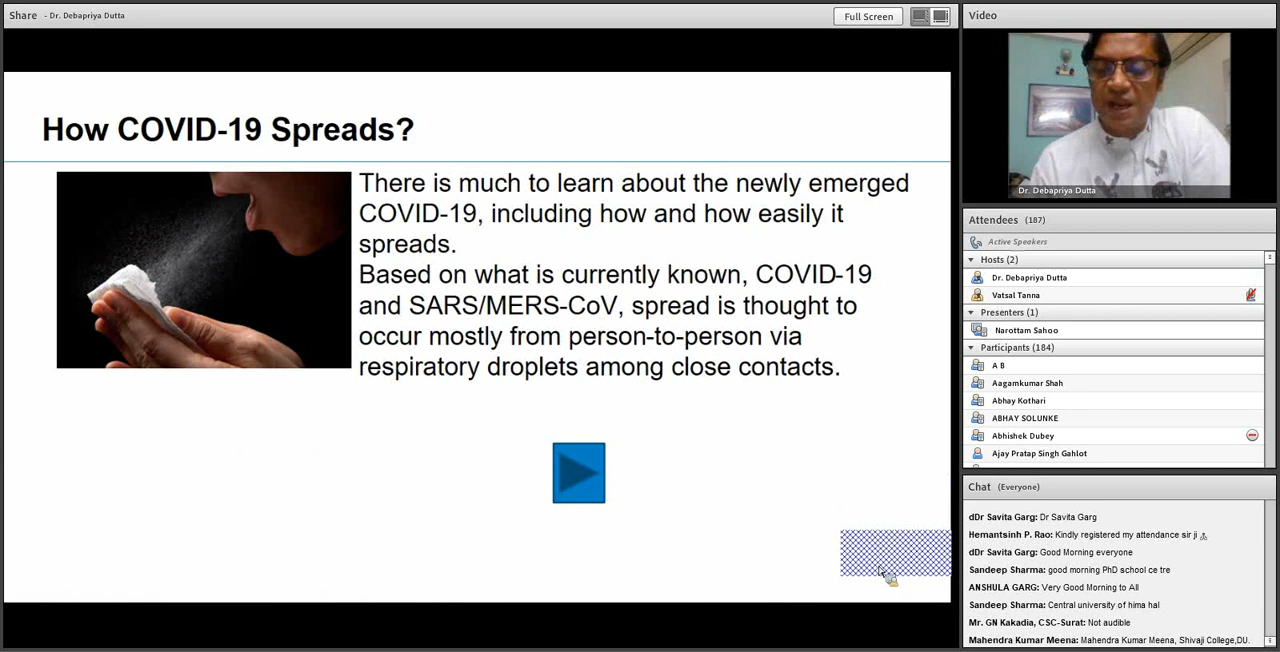 Share - Dr. Debapriya Dutta
Full Screen
How COVID-19 Spreads?
There is much to learn about the newly emerged
COVID-19, including how and how easily it
spreads.
Based on what is currently known, COVID-19
and SARS/MERS-CoV, spread is thought to
occur mostly from person-to-person via
respiratory droplets among close contacts.
Video
Dr. Debapriya Dutta
Attendees (187)
Active Speakers
Hosts (2)
Dr. Debapriya Dutta
Vatsal Tanna
Presenters (1)
Narottam Sahoo
Participants (184)
A B
Aagamkumar Shah
Abhay Kothari
ABHAY SOLUNKE
Abhishek Dubey
Ajay Pratap Singh Gahlot
Chat (Everyone)
dDr Savita Garg: Dr Savita Garg
Hemantsinh P. Rao: Kindly registered my attendance sir ji 🙏
dDr Savita Garg: Good Morning everyone
Sandeep Sharma: good morning PhD school ce tre
ANSHULA GARG: Very Good Morning to All
Sandeep Sharma: Central university of hima hal
Mr. GN Kakadia, CSC-Surat: Not audible
Mahendra Kumar Meena: Mahendra Kumar Meena, Shivaji College,DU.